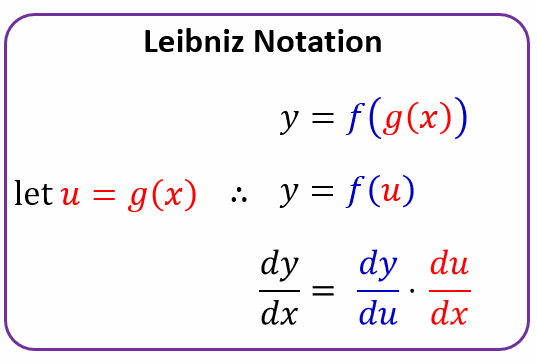 Leibniz Notation
y = f(g(x))
let u = g(x) ∴ y = f(u)
dy/dx = dy/du · du/dx